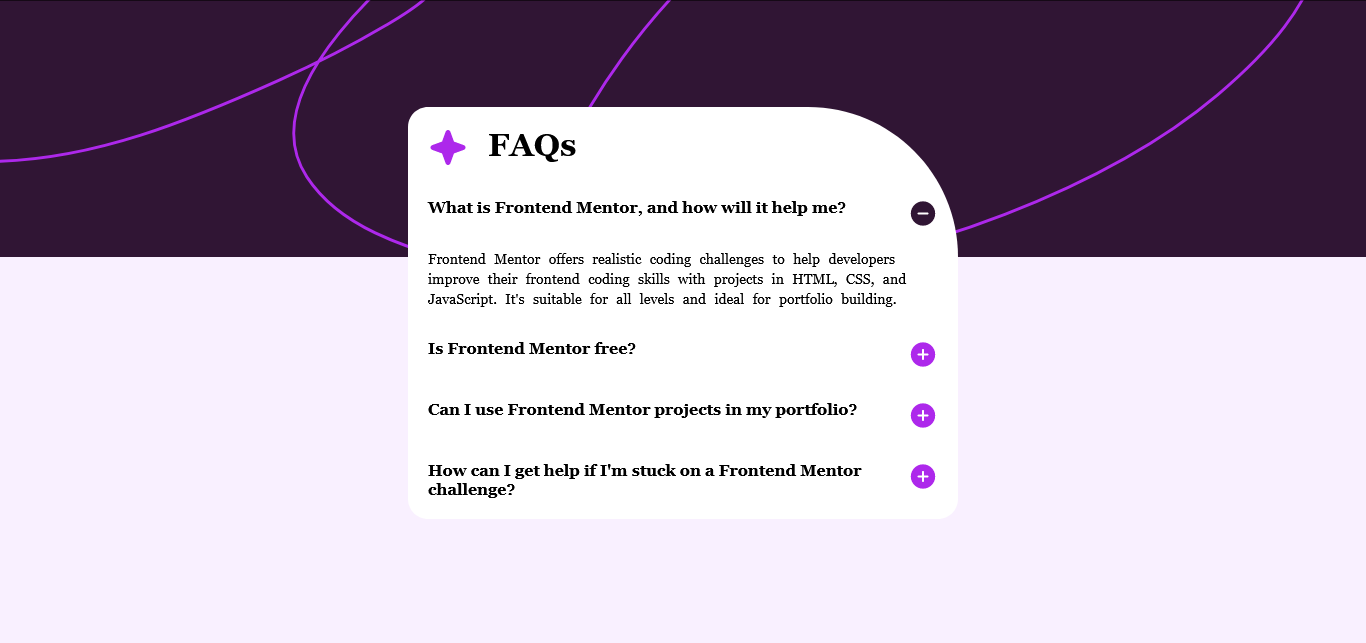 FAQs
What is Frontend Mentor, and how will it help me?
Frontend Mentor offers realistic coding challenges to help developers
improve their frontend coding skills with projects in HTML, CSS, and
JavaScript. It's suitable for all levels and ideal for portfolio building.
Is Frontend Mentor free?
Can I use Frontend Mentor projects in my portfolio?
How can I get help if I'm stuck on a Frontend Mentor
challenge?